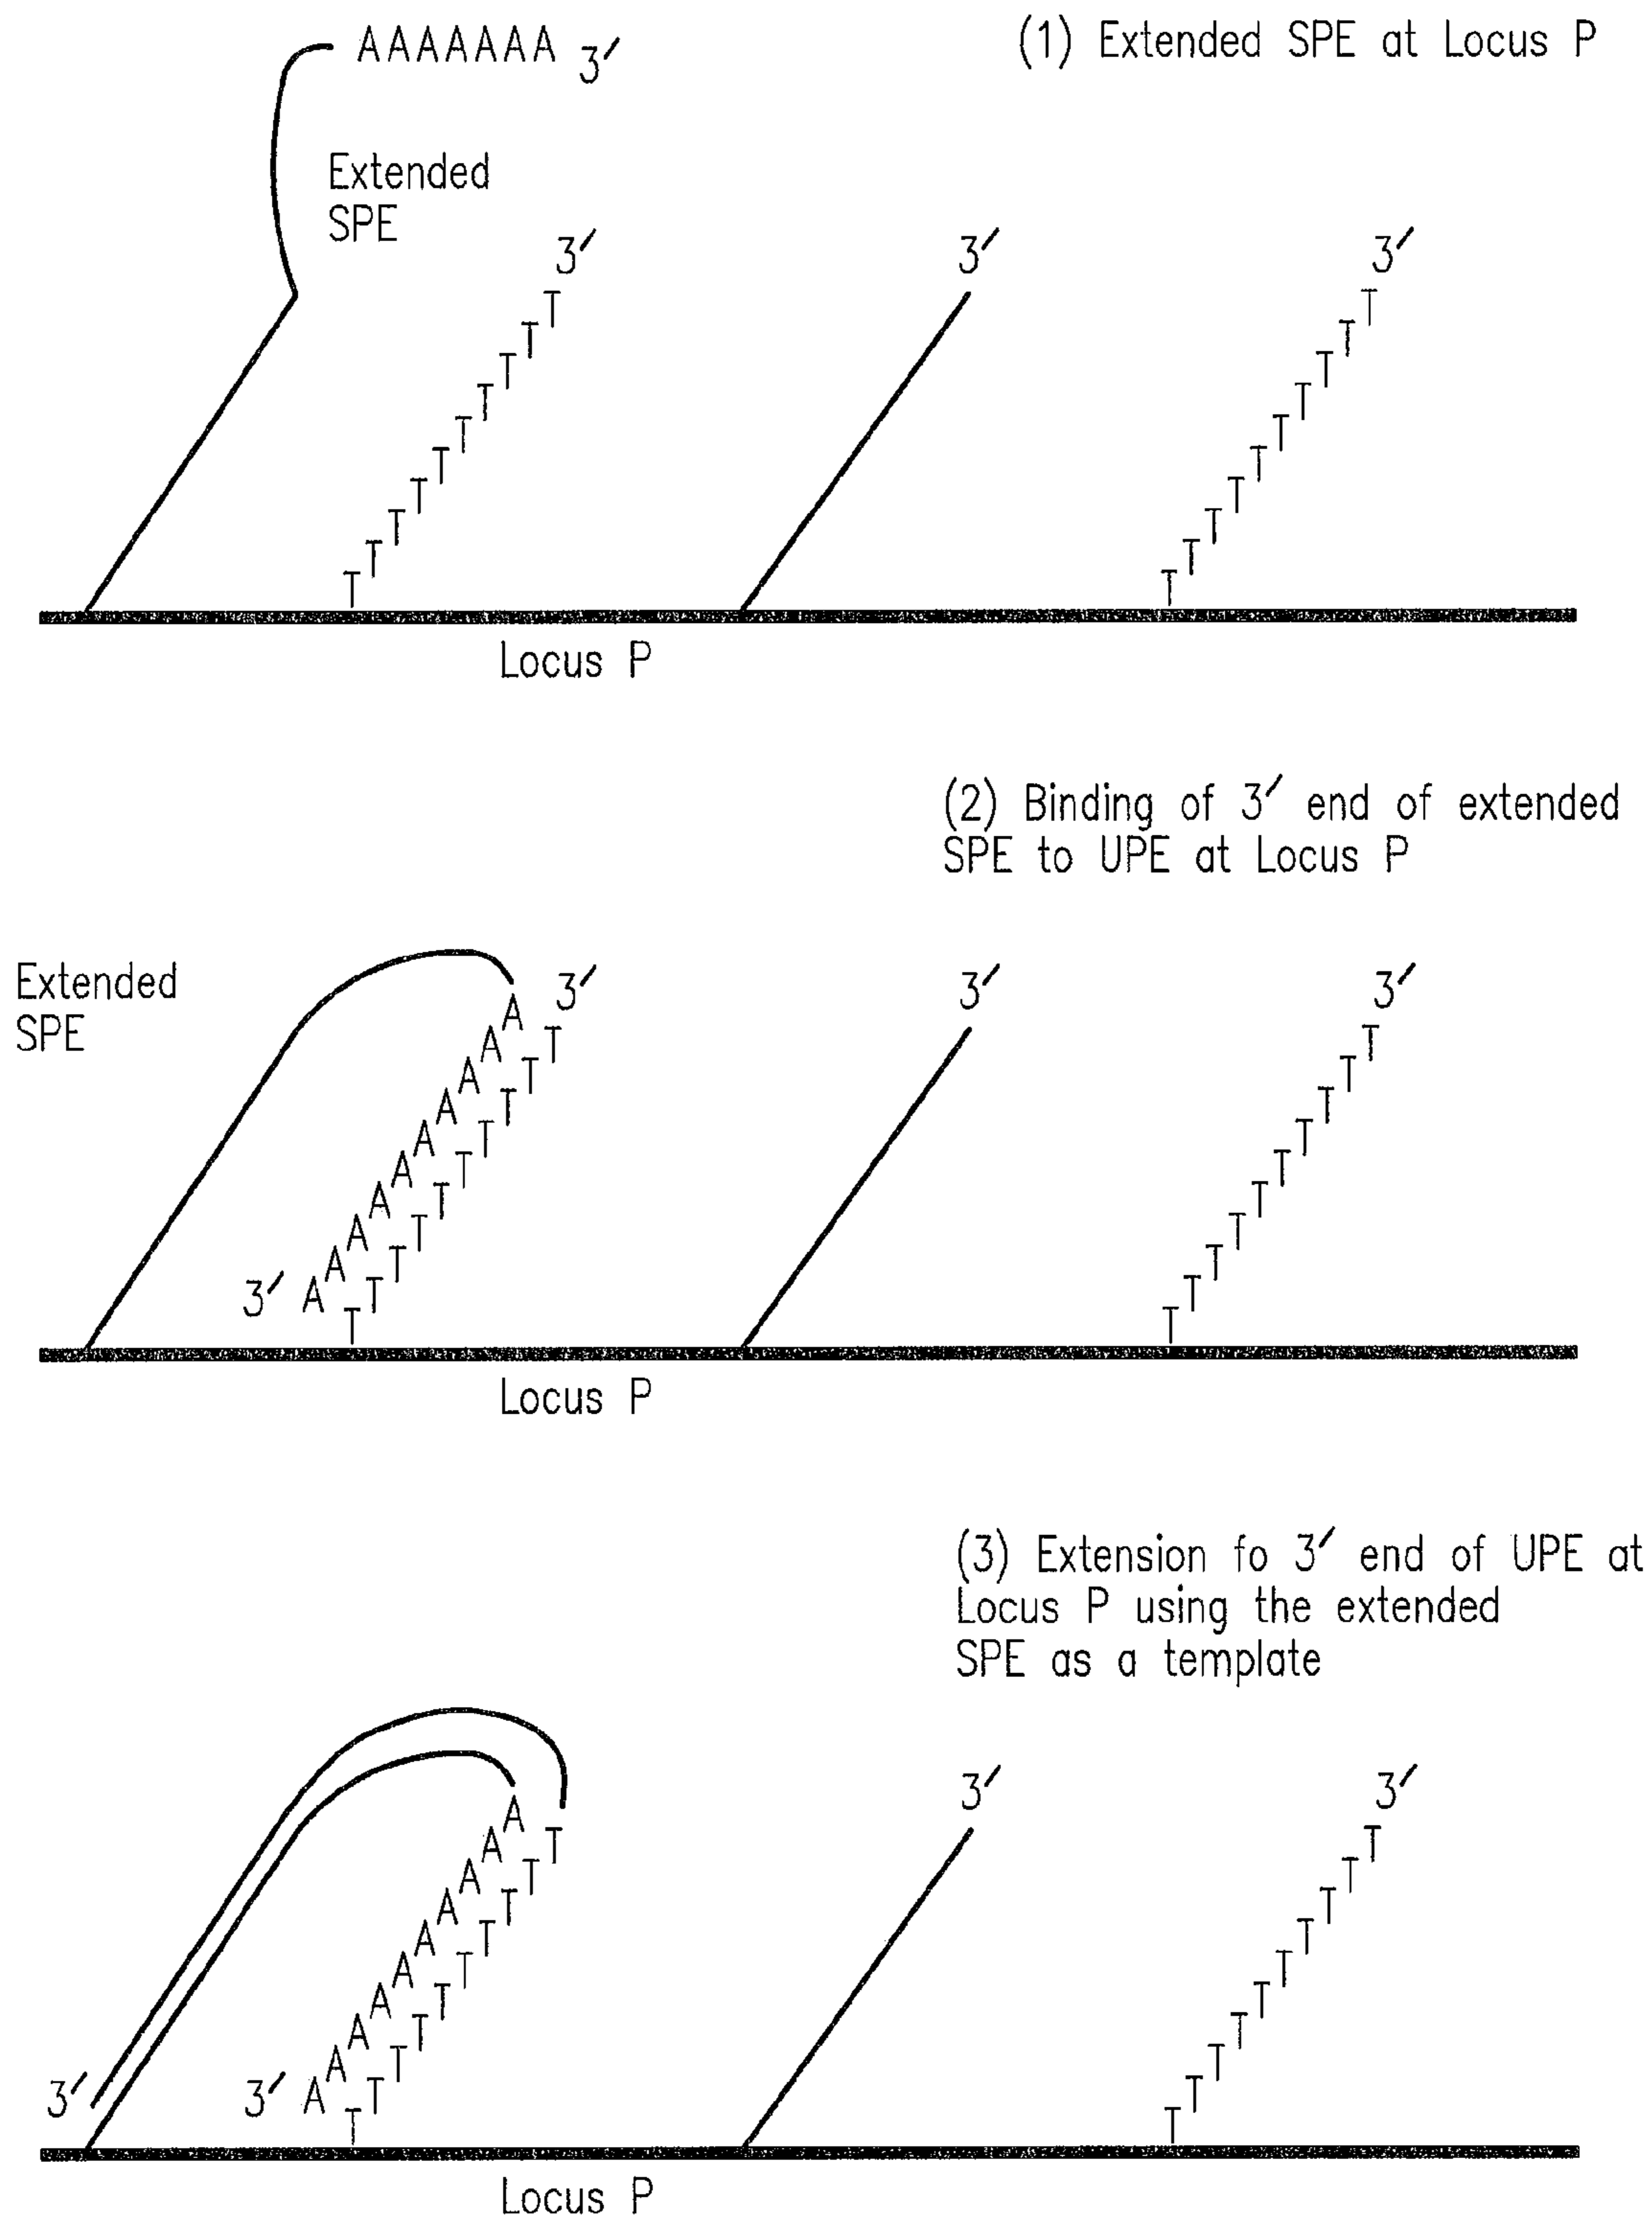 (1) Extended SPE at Locus P
AAAAAAA 3′
Extended
SPE
3′
TTTTTTTTTT
3′
3′
TTTTTTTTTT
Locus P
(2) Binding of 3′ end of extended
SPE to UPE at Locus P
Extended
SPE
3′ AAAAAAAAAA
TTTTTTTTTT 3′
3′
TTTTTTTTTT 3′
Locus P
(3) Extension fo 3′ end of UPE at
Locus P using the extended
SPE as a template
3′
3′ AAAAAAAAAA
TTTTTTTTTT
3′
TTTTTTTTTT 3′
Locus P